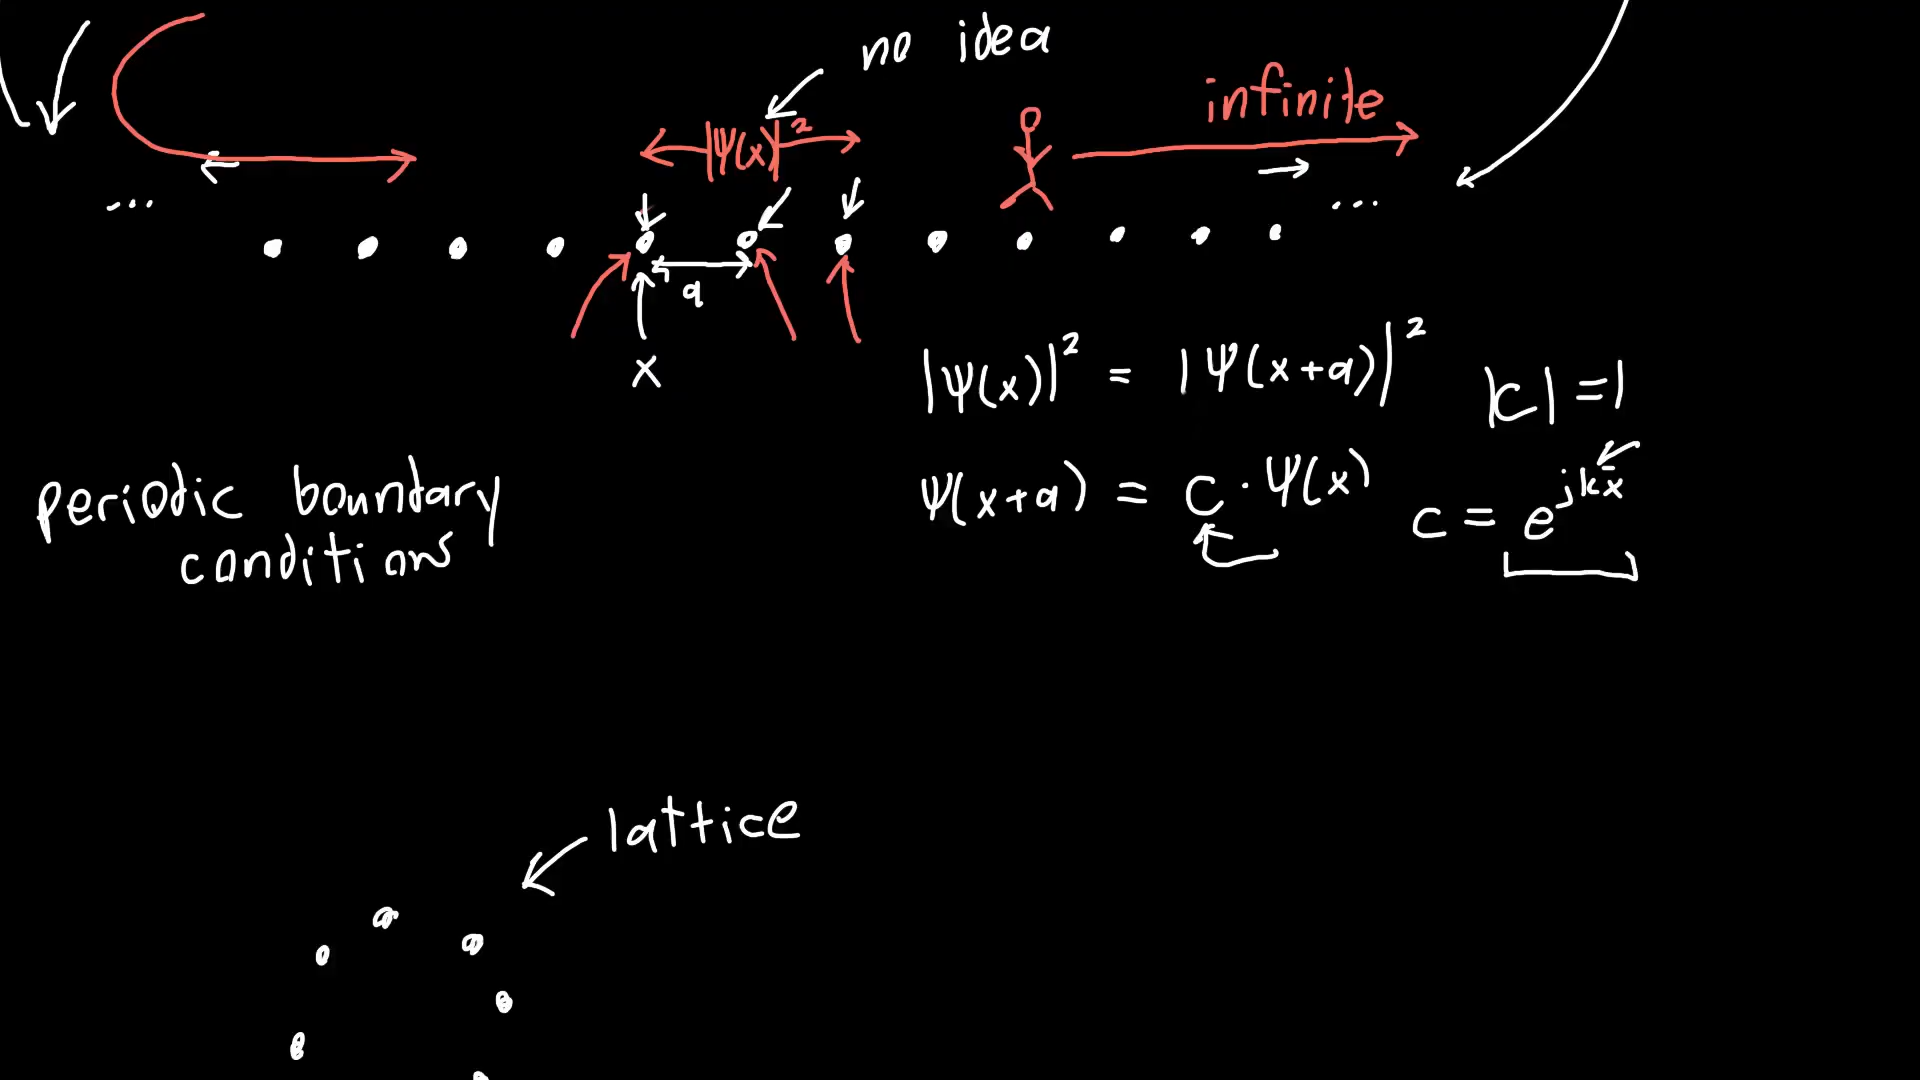 no idea
infinite
|ψ(x)|²
...
...
a
x
|ψ(x)|² = |ψ(x+a)|²
|c| = 1
ψ(x+a) = c · ψ(x)
c = e^{jkx}
periodic boundary
conditions
lattice